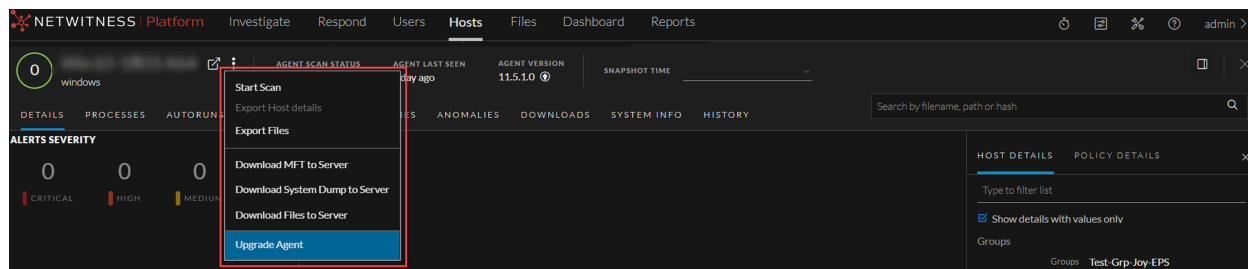 NETWITNESS Platform Investigate Respond Users Hosts Files Dashboard Reports admin
0 AGENT SCAN STATUS AGENT LAST SEEN AGENT VERSION SNAPSHOT TIME
windows day ago 11.5.1.0
Start Scan
Export Host details
Export Files
Download MFT to Server
Download System Dump to Server
Download Files to Server
Upgrade Agent
DETAILS PROCESSES AUTORUNS ANOMALIES DOWNLOADS SYSTEM INFO HISTORY
Search by filename, path or hash
ALERTS SEVERITY
0 0 0
CRITICAL HIGH MEDIUM
HOST DETAILS POLICY DETAILS
Type to filter list
Show details with values only
Groups
Groups Test-Grp-Joy-EPS